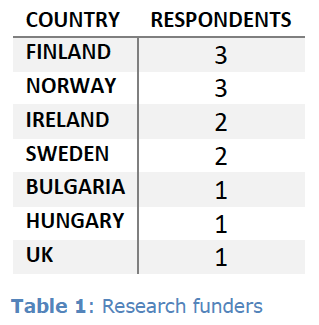 COUNTRY RESPONDENTS
FINLAND 3
NORWAY 3
IRELAND 2
SWEDEN 2
BULGARIA 1
HUNGARY 1
UK 1
Table 1: Research funders